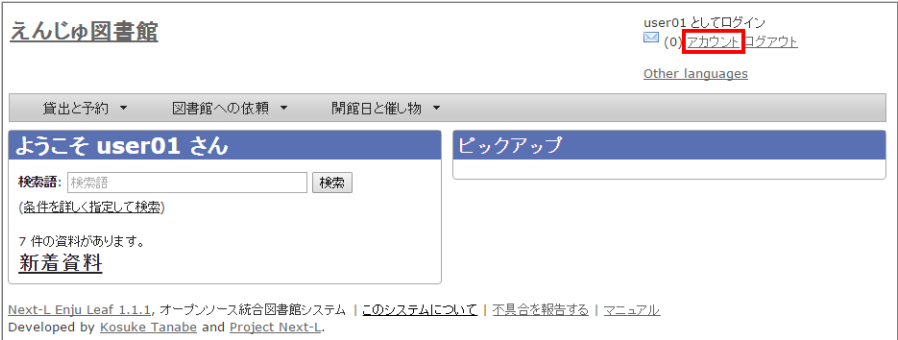 えんじゅ図書館
user01 としてログイン
(0) アカウント ログアウト
Other languages
貸出と予約 ▼ 図書館への依頼 ▼ 開館日と催し物 ▼
ようこそ user01 さん
検索語: 検索語 検索
(条件を詳しく指定して検索)
7 件の資料があります。
新着資料
ピックアップ
Next-L Enju Leaf 1.1.1, オープンソース統合図書館システム | このシステムについて | 不具合を報告する | マニュアル
Developed by Kosuke Tanabe and Project Next-L.